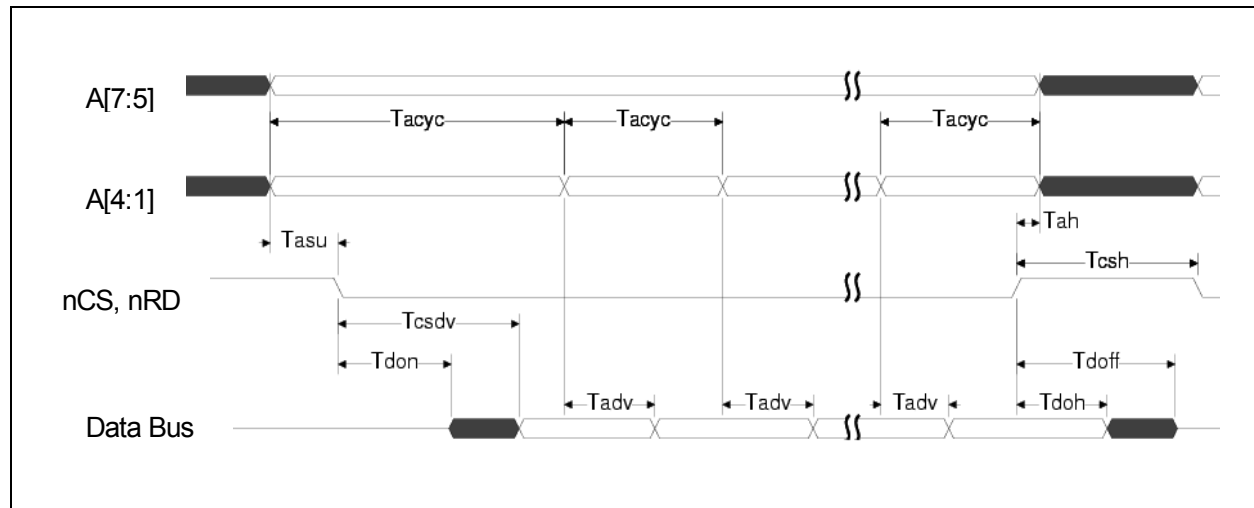 A[7:5]
Tacyc Tacyc Tacyc
A[4:1]
Tah
Tasu
Tcsh
nCS, nRD
Tcsdv
Tdon Tdoff
Tadv Tadv Tadv Tdoh
Data Bus